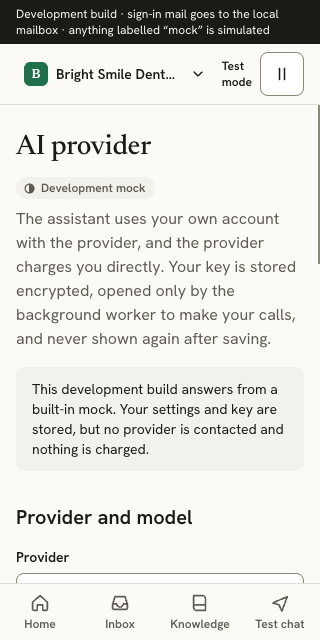 Development build · sign-in mail goes to the local
mailbox · anything labelled “mock” is simulated
B
Bright Smile Dent…
Test
mode
AI provider
Development mock
The assistant uses your own account
with the provider, and the provider
charges you directly. Your key is stored
encrypted, opened only by the
background worker to make your calls,
and never shown again after saving.
This development build answers from a
built-in mock. Your settings and key are
stored, but no provider is contacted and
nothing is charged.
Provider and model
Provider
Home
Inbox
Knowledge
Test chat